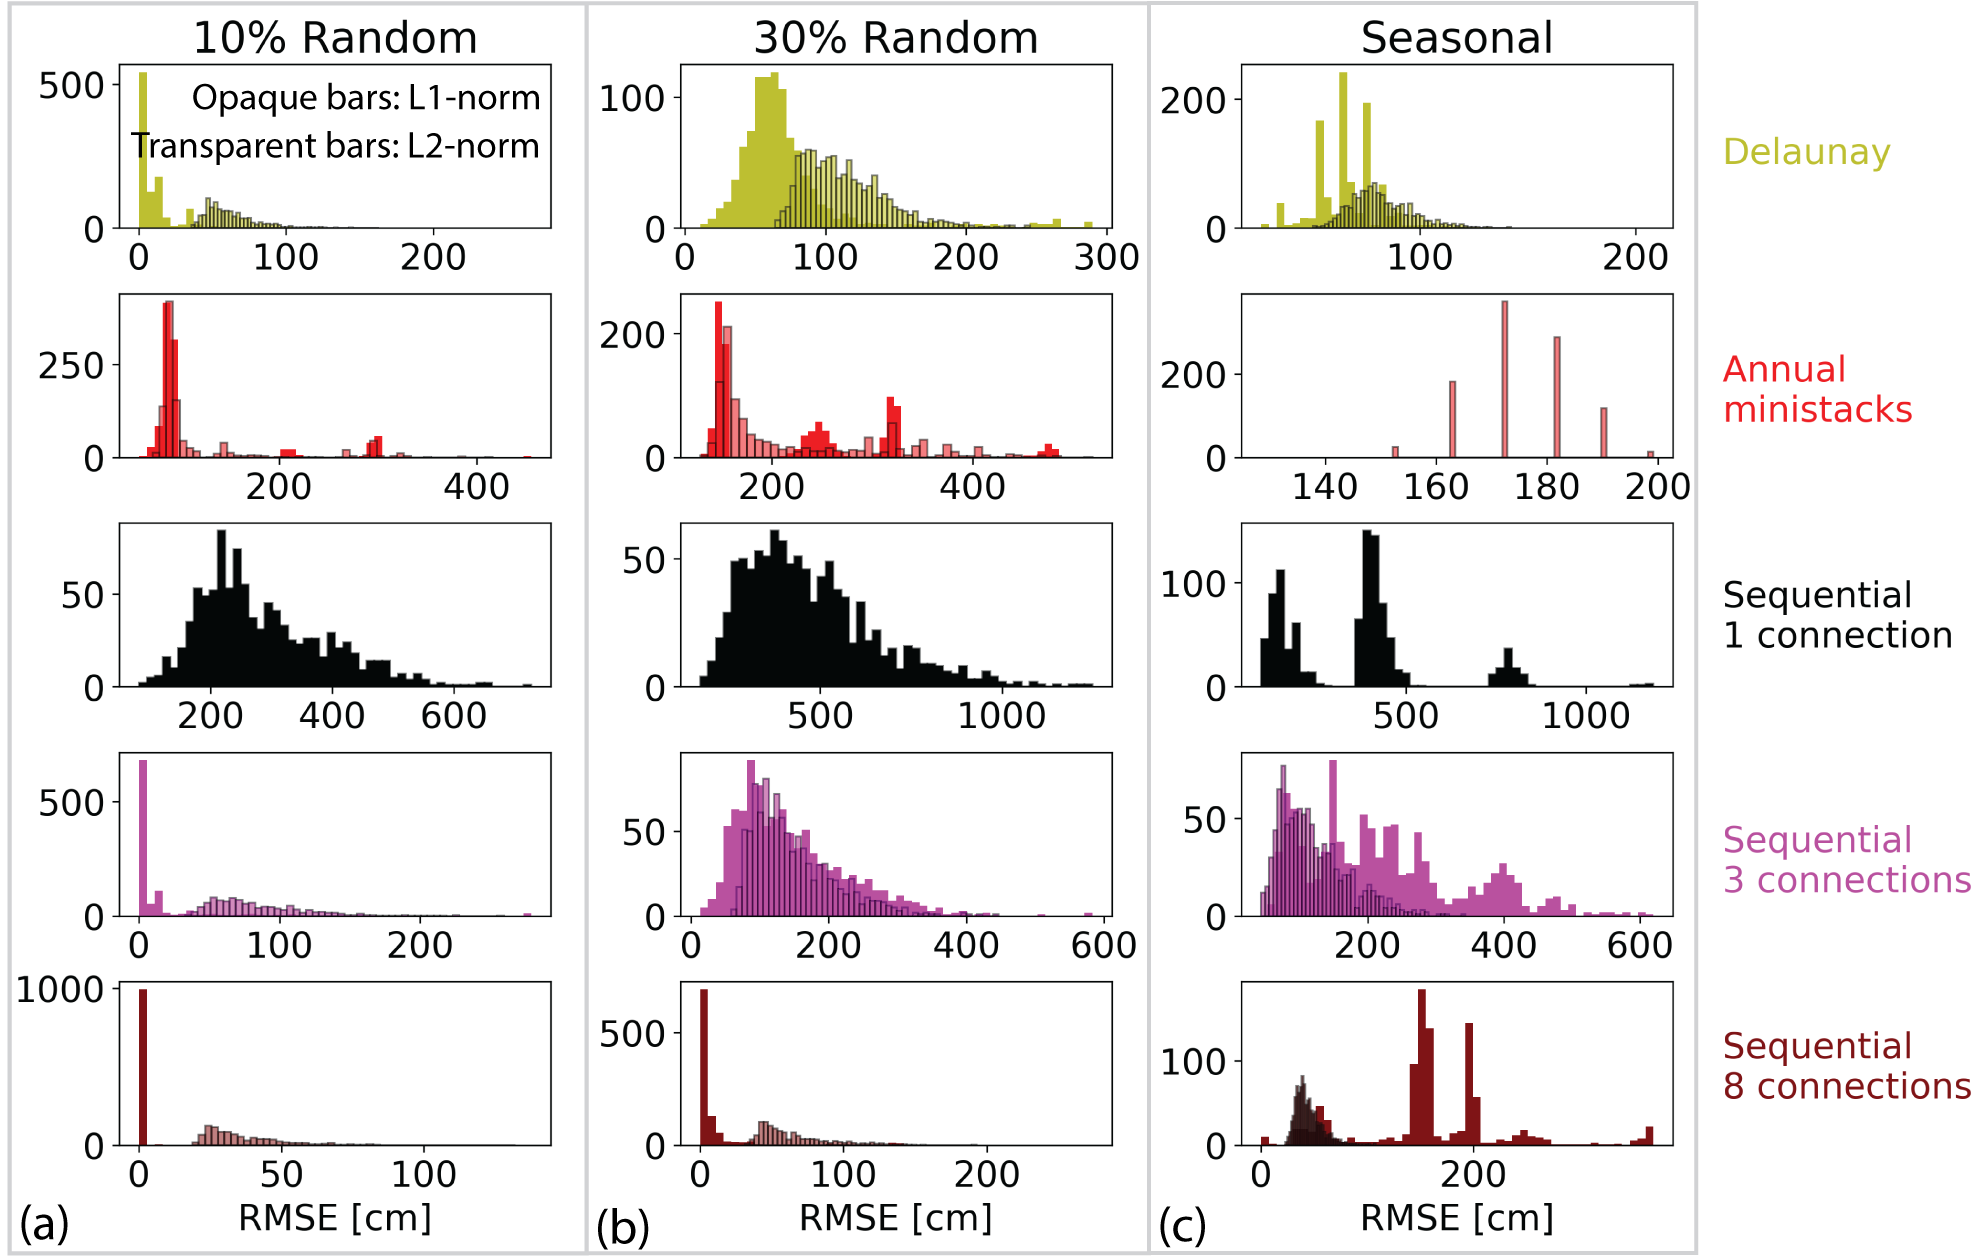 10% Random
30% Random
Seasonal
500
0
Opaque bars: L1-norm
Transparent bars: L2-norm
0 100 200
100
0
0 100 200 300
200
0
100 200
Delaunay
250
0
200 400
200
0
200 400
200
0
140 160 180 200
Annual
ministacks
50
0
200 400 600
50
0
500 1000
100
0
500 1000
Sequential
1 connection
500
0
0 100 200
50
0
0 200 400 600
50
0
200 400 600
Sequential
3 connections
1000
0
0 50 100
500
0
0 100 200
100
0
0 200
Sequential
8 connections
(a) RMSE [cm]
(b) RMSE [cm]
(c) RMSE [cm]